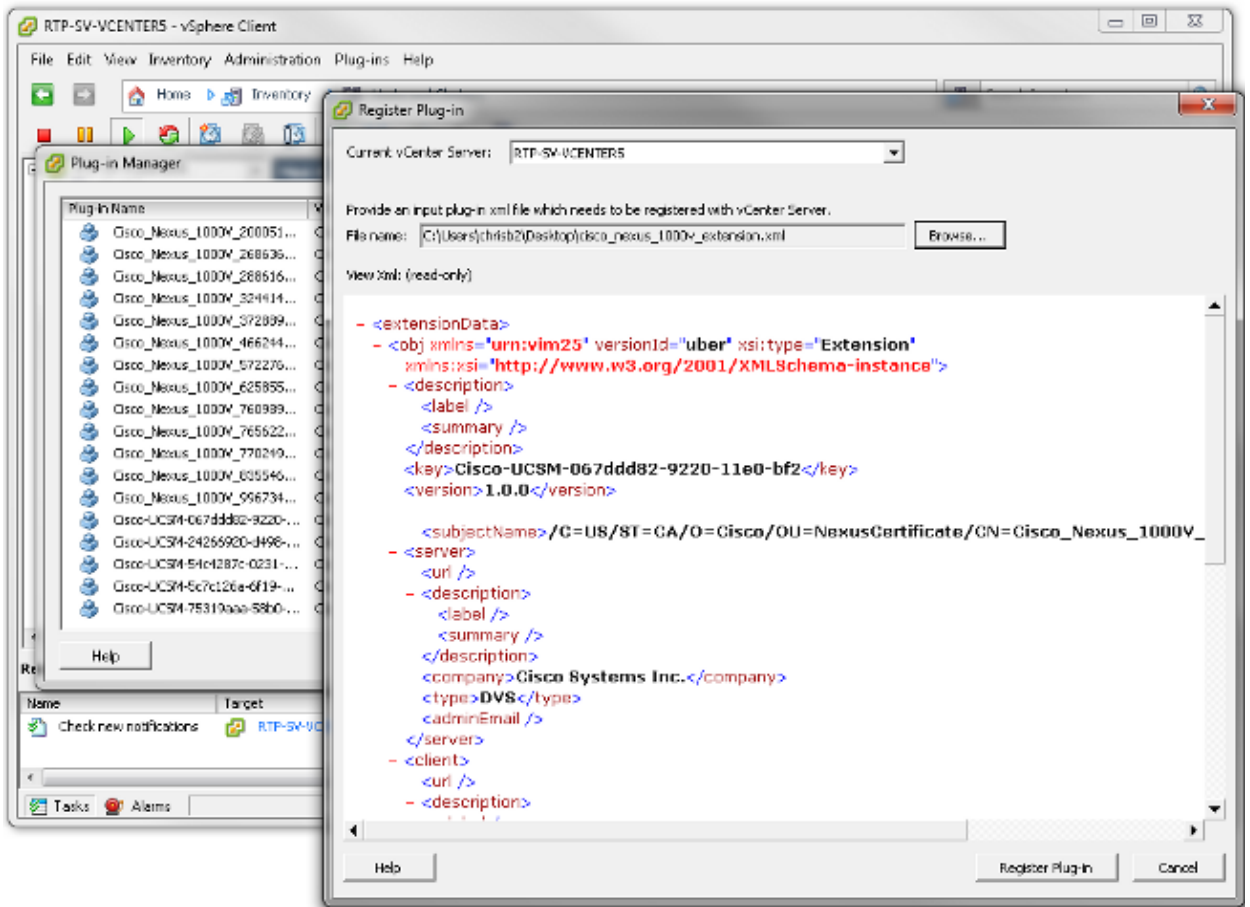 RTP-SV-VCENTER5 - vSphere Client
File Edit View Inventory Administration Plug-ins Help
Home Inventory
Plug-in Manager
Plug-in Name
Cisco_Nexus_1000V_200051...
Cisco_Nexus_1000V_268636...
Cisco_Nexus_1000V_288616...
Cisco_Nexus_1000V_324414...
Cisco_Nexus_1000V_372889...
Cisco_Nexus_1000V_466244...
Cisco_Nexus_1000V_572276...
Cisco_Nexus_1000V_625855...
Cisco_Nexus_1000V_760989...
Cisco_Nexus_1000V_765622...
Cisco_Nexus_1000V_770249...
Cisco_Nexus_1000V_835546...
Cisco_Nexus_1000V_996734...
Cisco-UCSM-067ddd82-9220-...
Cisco-UCSM-24266920-d498-...
Cisco-UCSM-54c4287c-0231-...
Cisco-UCSM-5c7c126a-6f19-...
Cisco-UCSM-75319aaa-58b0-...
Help
Name Target
Check new notifications RTP-SV-VC
Tasks Alarms
Register Plug-in
Current vCenter Server: RTP-SV-VCENTER5
Provide an input plug-in xml file which needs to be registered with vCenter Server.
File name: C:\Users\chrisb2\Desktop\cisco_nexus_1000v_extension.xml Browse...
View Xml: (read-only)
- <extensionData>
- <obj xmlns="urn:vim25" versionId="uber" xsi:type="Extension"
xmlns:xsi="http://www.w3.org/2001/XMLSchema-instance">
- <description>
<label />
<summary />
</description>
<key>Cisco-UCSM-067ddd82-9220-11e0-bf2</key>
<version>1.0.0</version>
<subjectName>/C=US/ST=CA/O=Cisco/OU=NexusCertificate/CN=Cisco_Nexus_1000V_
- <server>
<url />
- <description>
<label />
<summary />
</description>
<company>Cisco Systems Inc.</company>
<type>DVS</type>
<adminEmail />
</server>
- <client>
<url />
- <description>
Help Register Plug-in Cancel